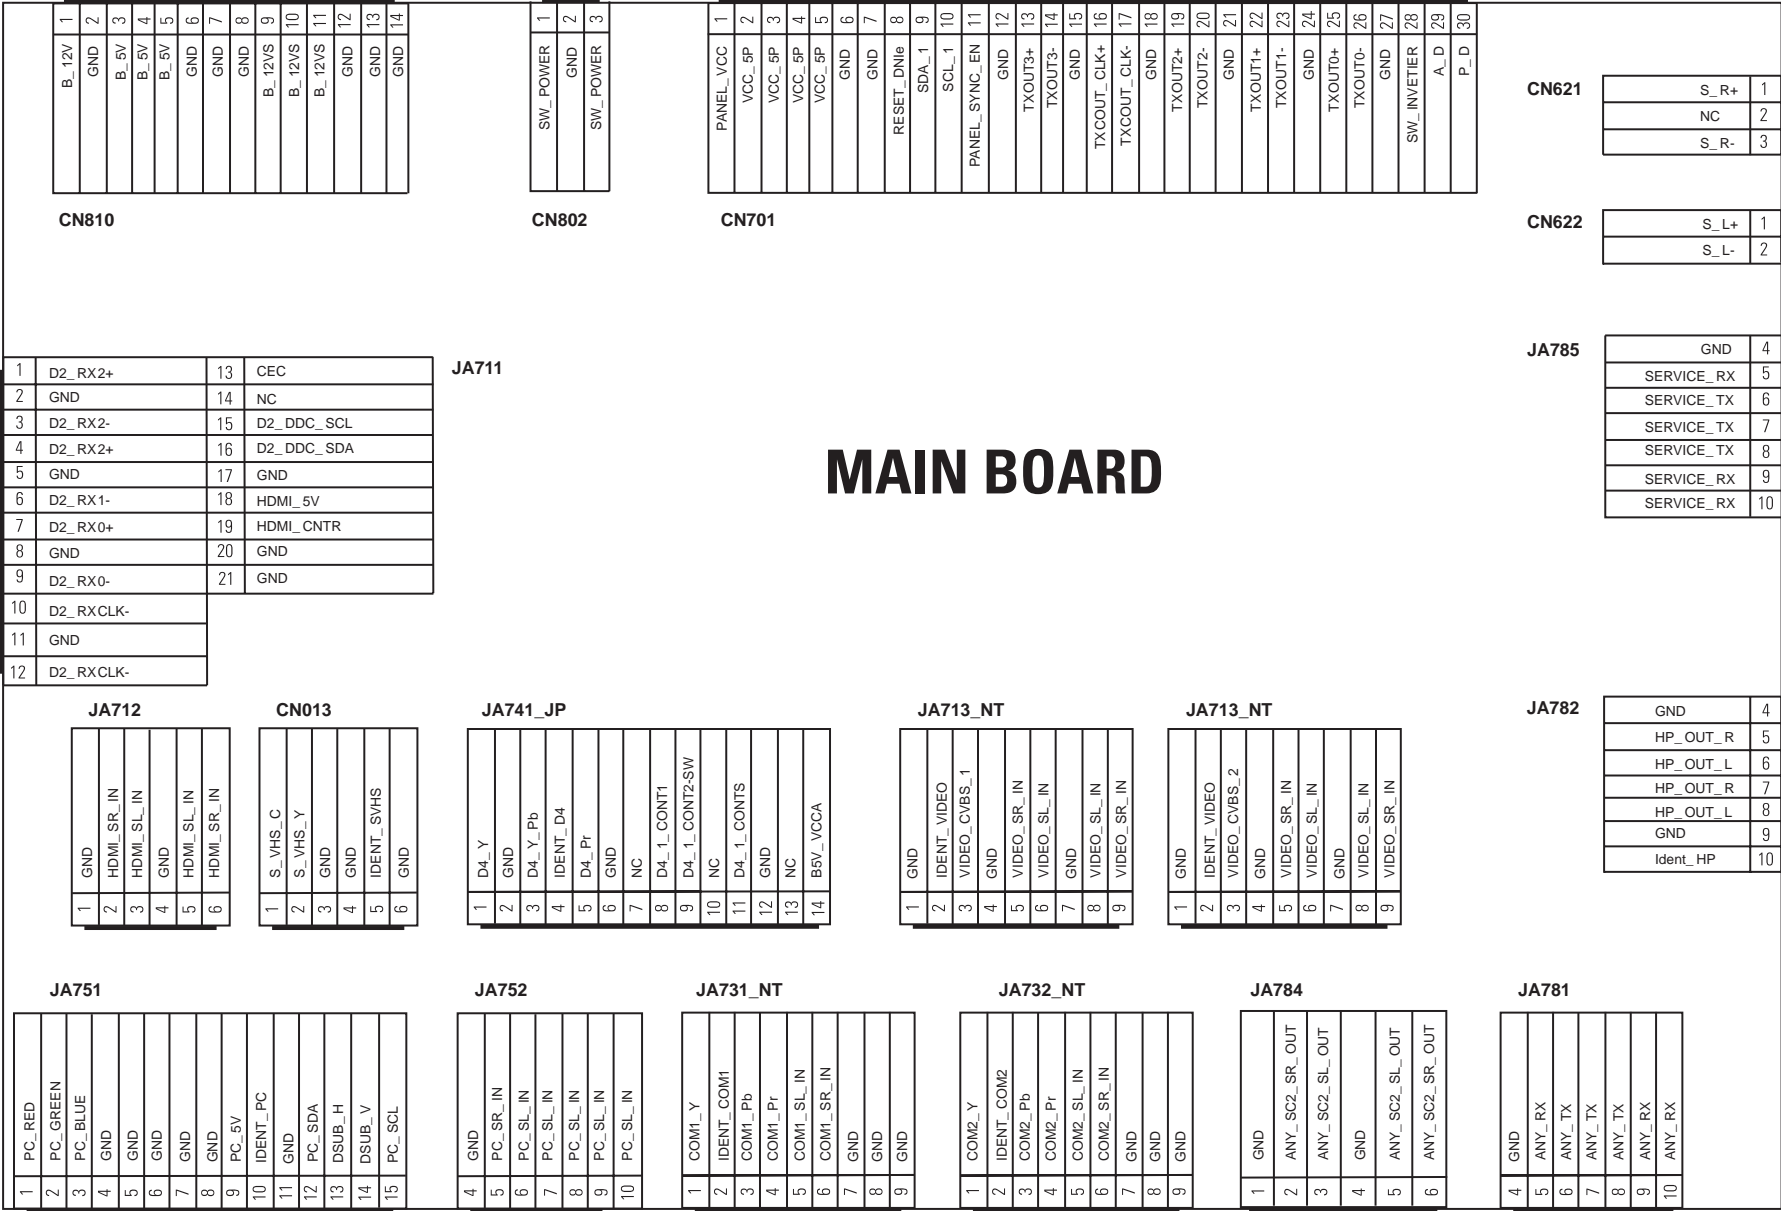 1 B_12V
2 GND
3 B_5V
4 B_5V
5 B_5V
6 GND
7 GND
8 GND
9 B_12VS
10 B_12VS
11 B_12VS
12 GND
13 GND
14 GND
CN810
1 SW_POWER
2 GND
3 SW_POWER
CN802
1 PANEL_VCC
2 VCC_5P
3 VCC_5P
4 VCC_5P
5 VCC_5P
6 GND
7 GND
8 RESET_DNIe
9 SDA_1
10 SCL_1
11 PANEL_SYNC_EN
12 GND
13 TXOUT3+
14 TXOUT3-
15 GND
16 TXCOUT_CLK+
17 TXCOUT_CLK-
18 GND
19 TXOUT2+
20 TXOUT2-
21 GND
22 TXOUT1+
23 TXOUT1-
24 GND
25 TXOUT0+
26 TXOUT0-
27 GND
28 SW_INVETIER
29 A_D
30 P_D
CN701
CN621
S_R+ 1
NC 2
S_R- 3
CN622
S_L+ 1
S_L- 2
JA711
1 D2_RX2+ 13 CEC
2 GND 14 NC
3 D2_RX2- 15 D2_DDC_SCL
4 D2_RX2+ 16 D2_DDC_SDA
5 GND 17 GND
6 D2_RX1- 18 HDMI_5V
7 D2_RX0+ 19 HDMI_CNTR
8 GND 20 GND
9 D2_RX0- 21 GND
10 D2_RXCLK-
11 GND
12 D2_RXCLK-
MAIN BOARD
JA785
GND 4
SERVICE_RX 5
SERVICE_TX 6
SERVICE_TX 7
SERVICE_TX 8
SERVICE_RX 9
SERVICE_RX 10
JA712
1 GND
2 HDMI_SR_IN
3 HDMI_SL_IN
4 GND
5 HDMI_SL_IN
6 HDMI_SR_IN
CN013
1 S_VHS_C
2 S_VHS_Y
3 GND
4 GND
5 IDENT_SVHS
6 GND
JA741_JP
1 D4_Y
2 GND
3 D4_Y_Pb
4 IDENT_D4
5 D4_Pr
6 GND
7 NC
8 D4_1_CONT1
9 D4_1_CONT2-SW
10 NC
11 D4_1_CONTS
12 GND
13 NC
14 B5V_VCCA
JA713_NT
1 GND
2 IDENT_VIDEO
3 VIDEO_CVBS_1
4 GND
5 VIDEO_SR_IN
6 VIDEO_SL_IN
7 GND
8 VIDEO_SL_IN
9 VIDEO_SR_IN
JA713_NT
1 GND
2 IDENT_VIDEO
3 VIDEO_CVBS_2
4 GND
5 VIDEO_SR_IN
6 VIDEO_SL_IN
7 GND
8 VIDEO_SL_IN
9 VIDEO_SR_IN
JA782
GND 4
HP_OUT_R 5
HP_OUT_L 6
HP_OUT_R 7
HP_OUT_L 8
GND 9
Ident_HP 10
JA751
1 PC_RED
2 PC_GREEN
3 PC_BLUE
4 GND
5 GND
6 GND
7 GND
8 GND
9 PC_5V
10 IDENT_PC
11 GND
12 PC_SDA
13 DSUB_H
14 DSUB_V
15 PC_SCL
JA752
4 GND
5 PC_SR_IN
6 PC_SL_IN
7 PC_SL_IN
8 PC_SL_IN
9 PC_SL_IN
10 PC_SL_IN
JA731_NT
1 COM1_Y
2 IDENT_COM1
3 COM1_Pb
4 COM1_Pr
5 COM1_SL_IN
6 COM1_SR_IN
7 GND
8 GND
9 GND
JA732_NT
1 COM2_Y
2 IDENT_COM2
3 COM2_Pb
4 COM2_Pr
5 COM2_SL_IN
6 COM2_SR_IN
7 GND
8 GND
9 GND
JA784
1 GND
2 ANY_SC2_SR_OUT
3 ANY_SC2_SL_OUT
4 GND
5 ANY_SC2_SL_OUT
6 ANY_SC2_SR_OUT
JA781
4 GND
5 ANY_RX
6 ANY_TX
7 ANY_TX
8 ANY_TX
9 ANY_RX
10 ANY_RX